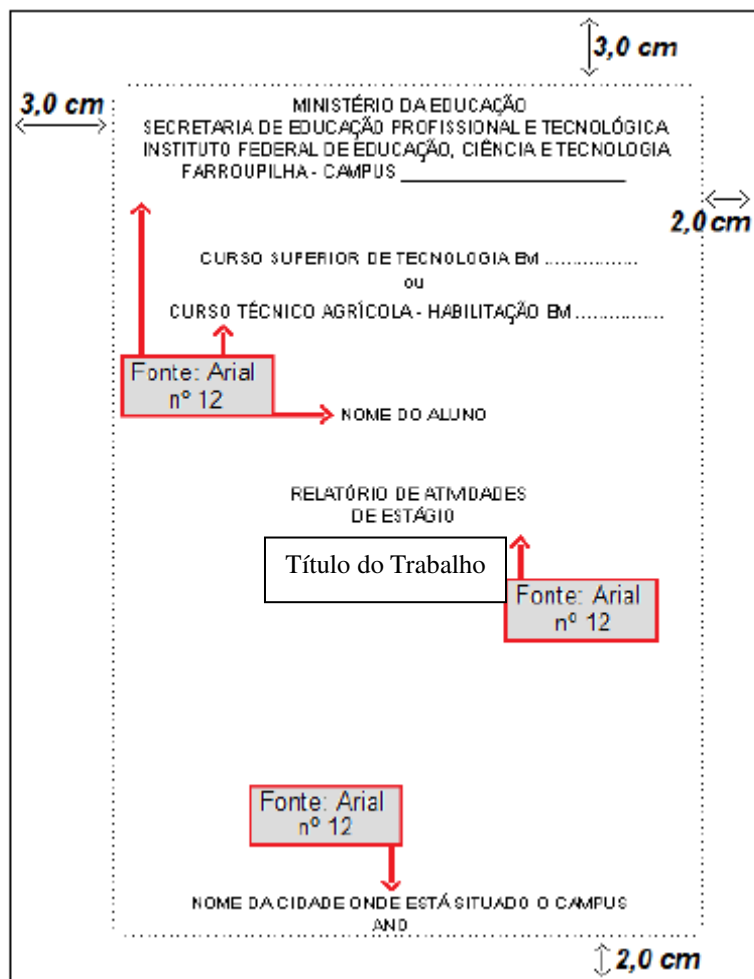 3,0 cm
3,0 cm
MINISTÉRIO DA EDUCAÇÃO
SECRETARIA DE EDUCAÇÃO PROFISSIONAL E TECNOLÓGICA
INSTITUTO FEDERAL DE EDUCAÇÃO, CIÊNCIA E TECNOLOGIA
FARROUPILHA - CAMPUS ______________________
2,0 cm
CURSO SUPERIOR DE TECNOLOGIA EM .................
ou
CURSO TÉCNICO AGRÍCOLA - HABILITAÇÃO EM ................
Fonte: Arial
nº 12
NOME DO ALUNO
RELATÓRIO DE ATIVIDADES
DE ESTÁGIO
Título do Trabalho
Fonte: Arial
nº 12
Fonte: Arial
nº 12
NOME DA CIDADE ONDE ESTÁ SITUADO O CAMPUS
ANO
2,0 cm